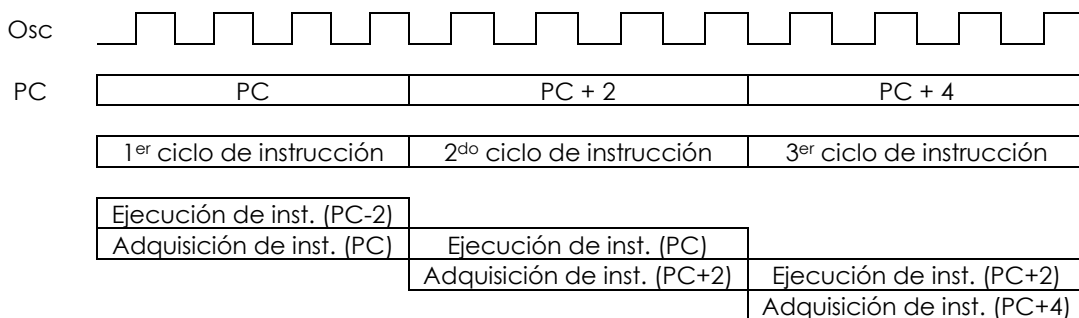 Osc
PC PC PC + 2 PC + 4
1er ciclo de instrucción 2do ciclo de instrucción 3er ciclo de instrucción
Ejecución de inst. (PC-2)
Adquisición de inst. (PC) Ejecución de inst. (PC)
Adquisición de inst. (PC+2) Ejecución de inst. (PC+2)
Adquisición de inst. (PC+4)